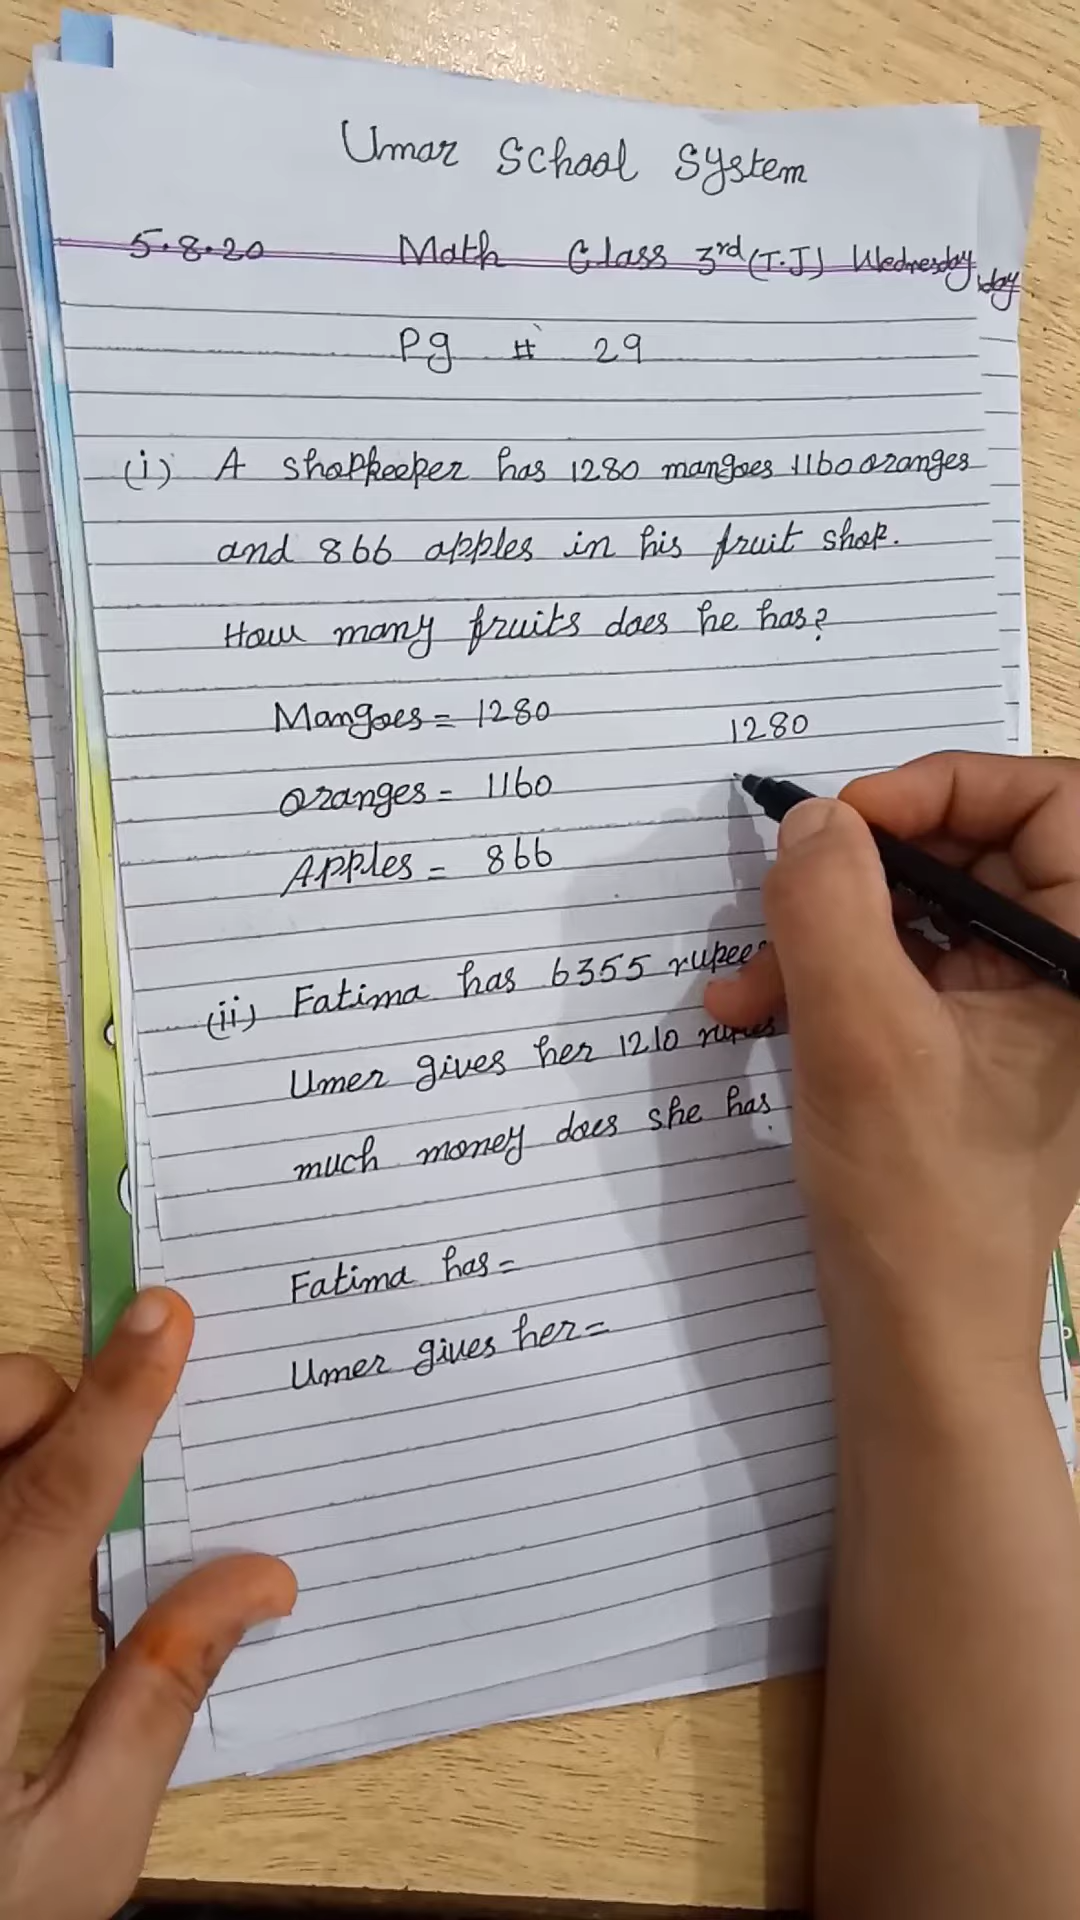 Umar School System
5.8.20 Math Class 3rd (T.J) Wednesday
Pg # 29
(i) A shopkeeper has 1280 mangoes 1160 oranges
and 866 apples in his fruit shop.
How many fruits does he has?
Mangoes = 1280
1280
Oranges = 1160
Apples = 866
(ii) Fatima has 6355 rupees
Umer gives her 1210
much money does she has
Fatima has =
Umer gives her =